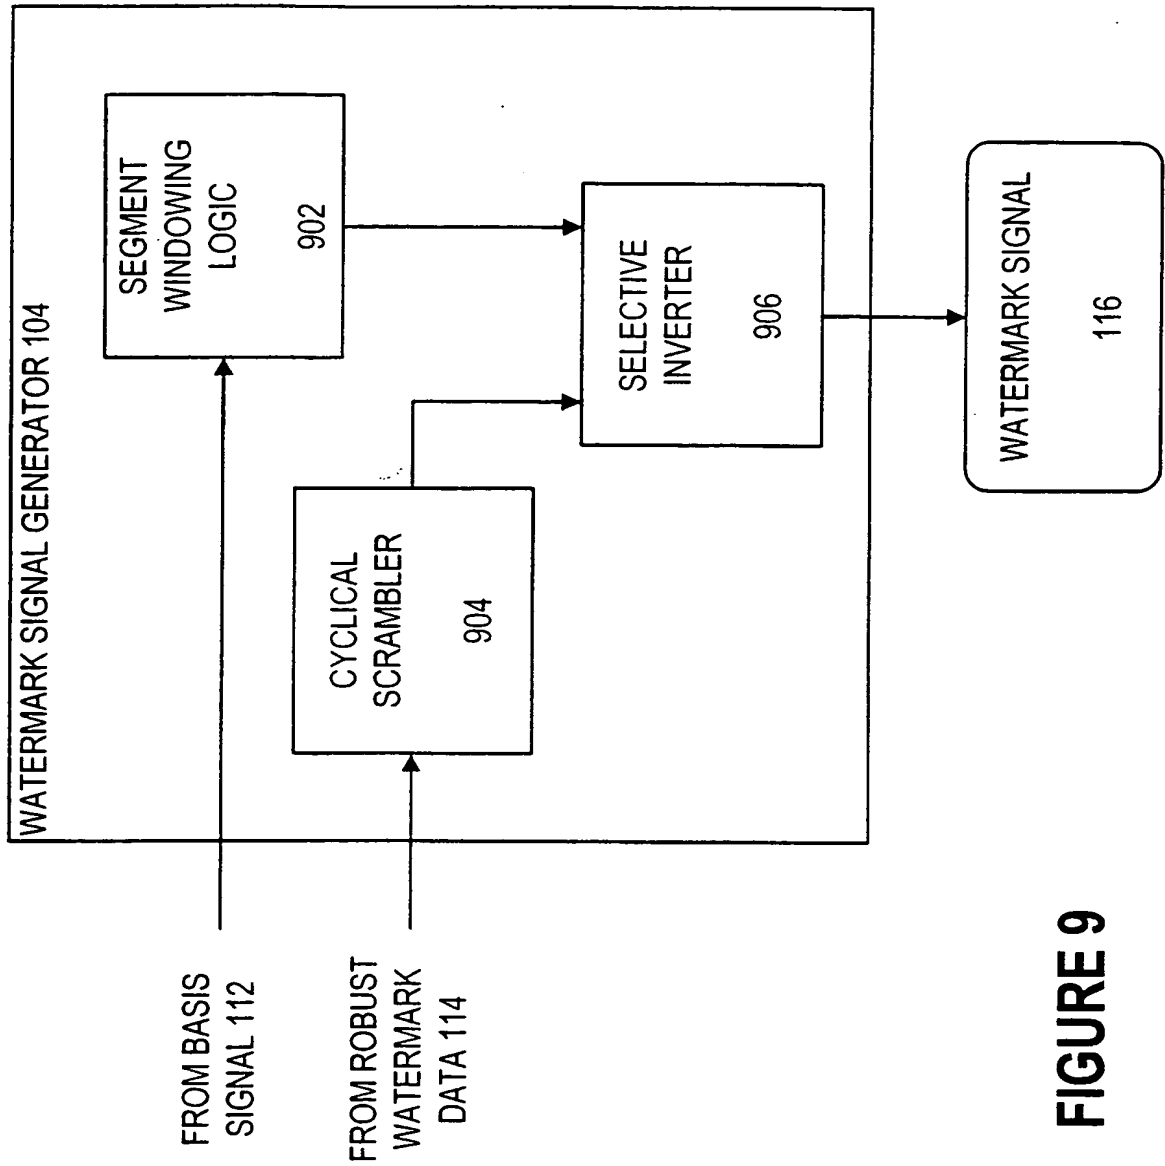 WATERMARK SIGNAL GENERATOR 104
FROM BASIS
SIGNAL 112
SEGMENT
WINDOWING
LOGIC
902
FROM ROBUST
WATERMARK
DATA 114
CYCLICAL
SCRAMBLER
904
SELECTIVE
INVERTER
906
WATERMARK SIGNAL
116
FIGURE 9